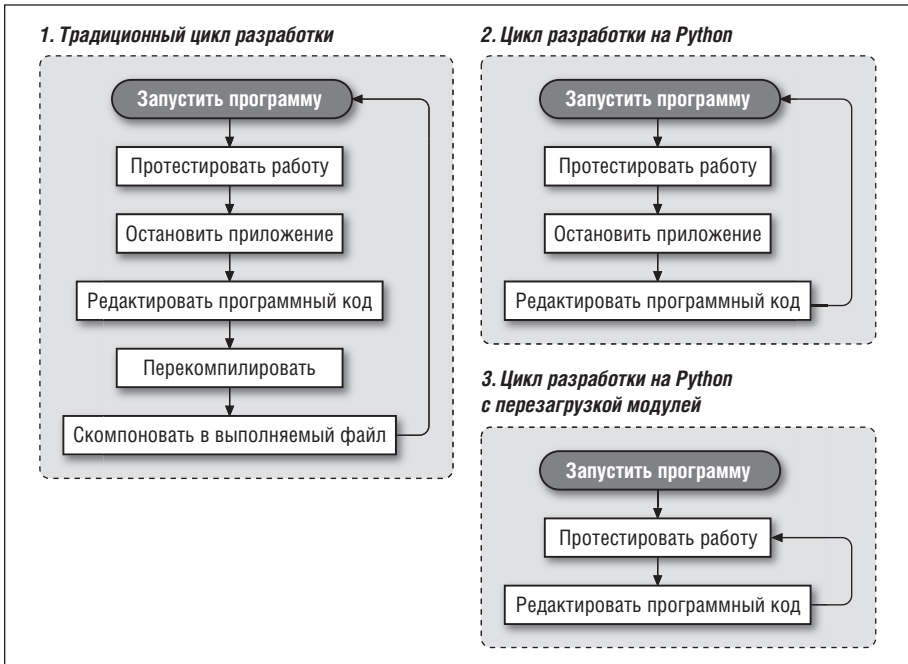 1. Традиционный цикл разработки
Запустить программу
Протестировать работу
Остановить приложение
Редактировать программный код
Перекомпилировать
Скомпоновать в выполняемый файл
2. Цикл разработки на Python
Запустить программу
Протестировать работу
Остановить приложение
Редактировать программный код
3. Цикл разработки на Python
с перезагрузкой модулей
Запустить программу
Протестировать работу
Редактировать программный код